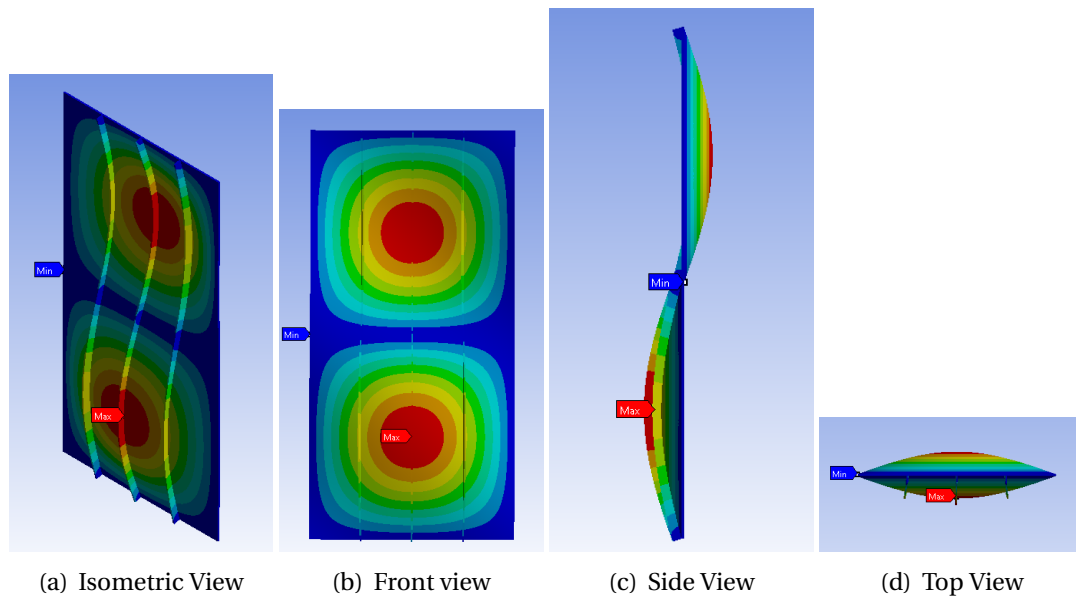 Min
Max
Min
Max
Min
Max
Min
Max
(a) Isometric View
(b) Front view
(c) Side View
(d) Top View